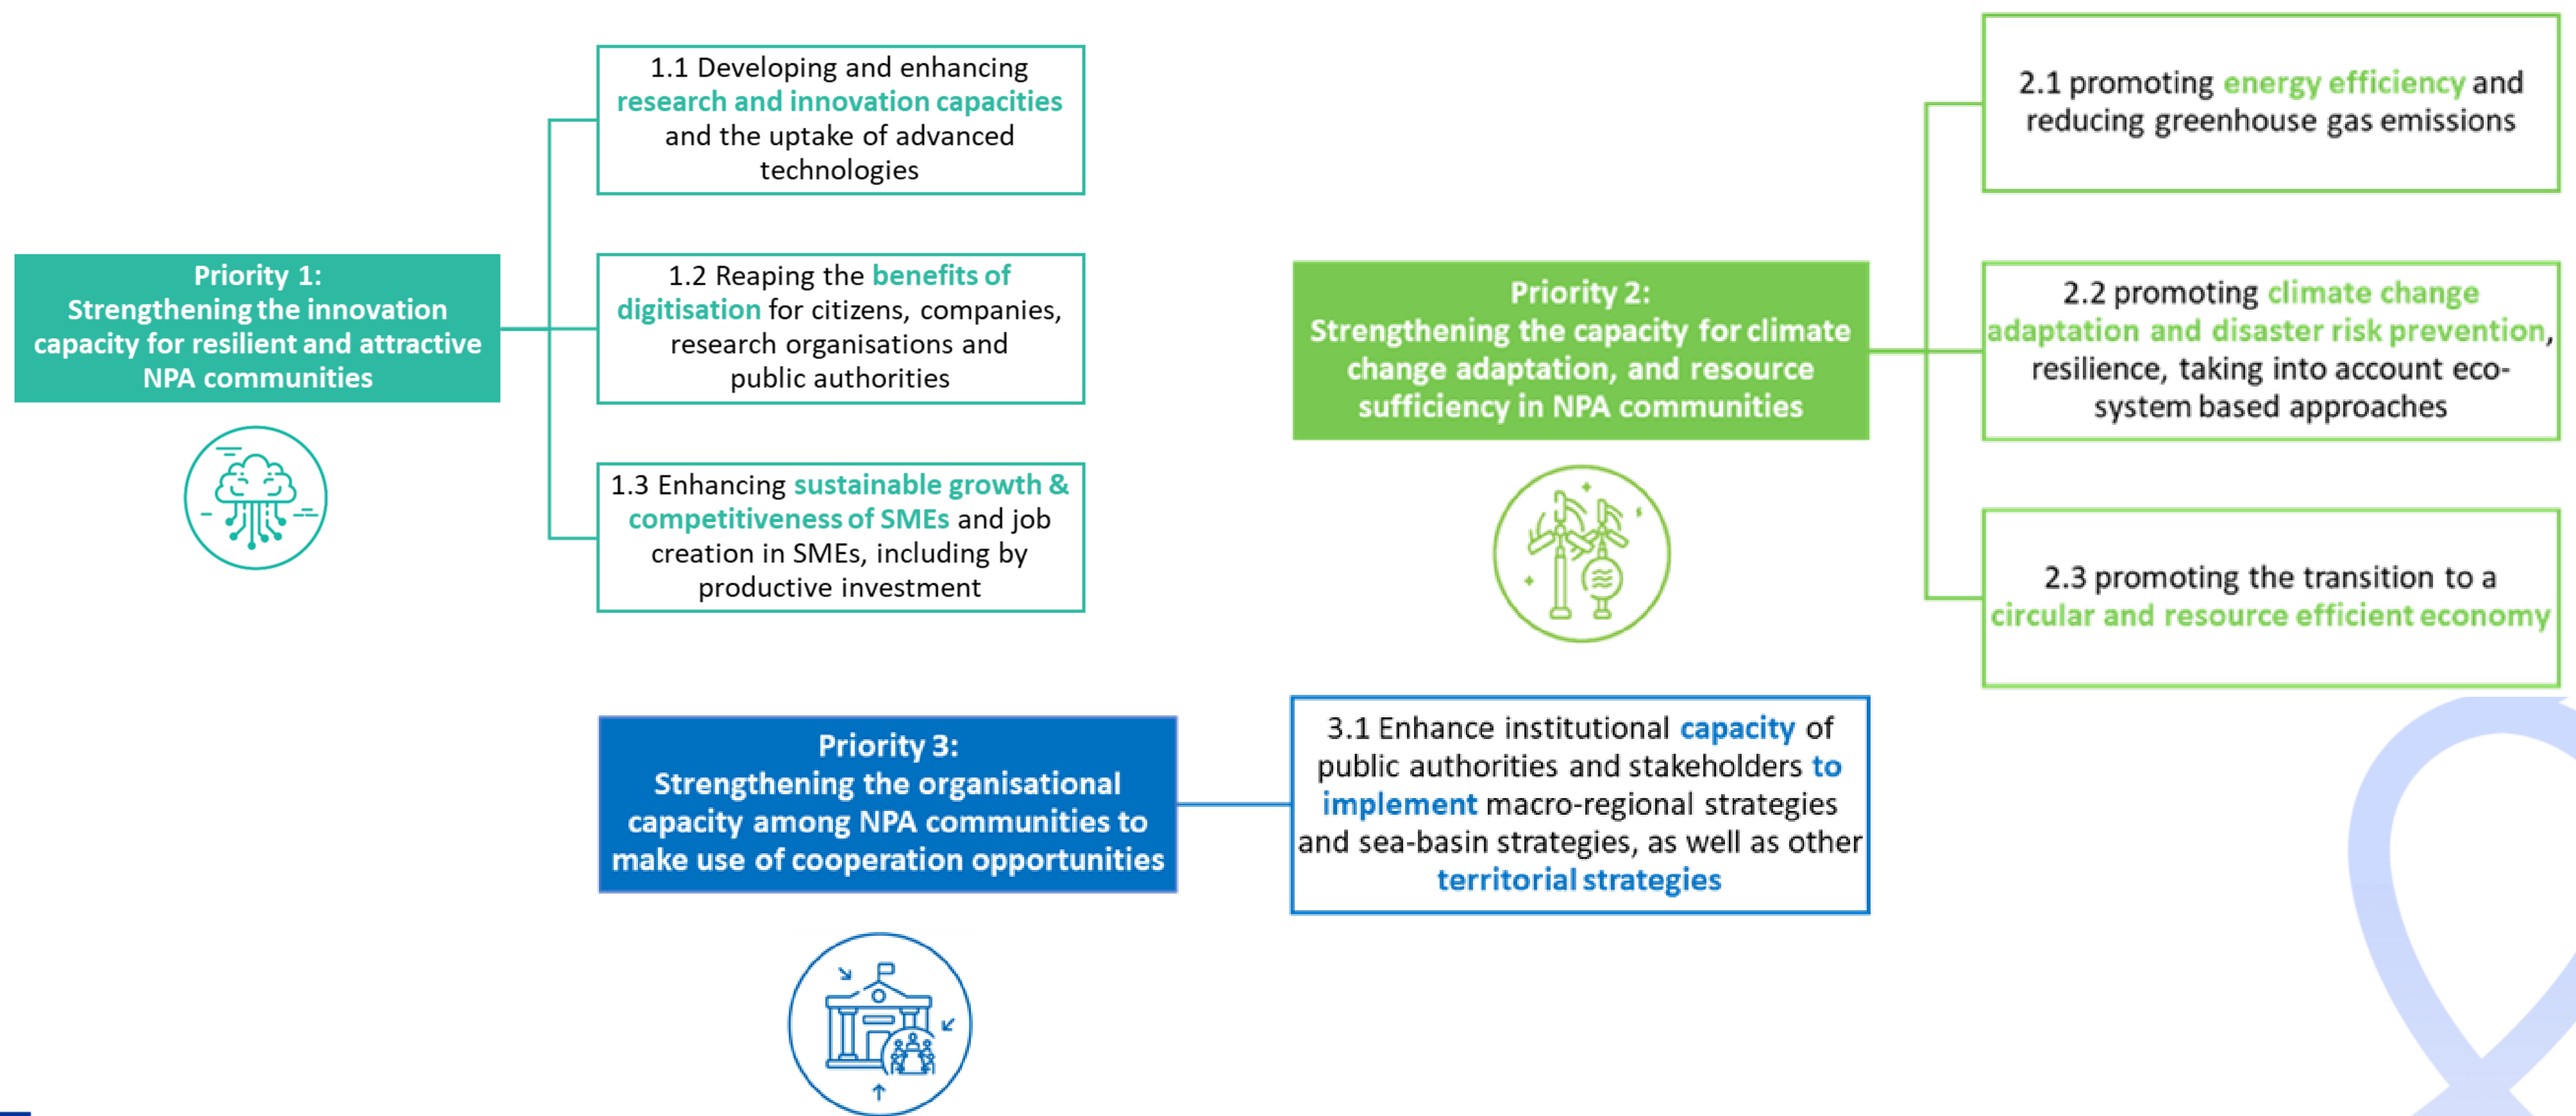 Priority 1:
Strengthening the innovation
capacity for resilient and attractive
NPA communities
1.1 Developing and enhancing
research and innovation capacities
and the uptake of advanced
technologies
1.2 Reaping the benefits of
digitisation for citizens, companies,
research organisations and
public authorities
1.3 Enhancing sustainable growth &
competitiveness of SMEs and job
creation in SMEs, including by
productive investment
Priority 2:
Strengthening the capacity for climate
change adaptation, and resource
sufficiency in NPA communities
2.1 promoting energy efficiency and
reducing greenhouse gas emissions
2.2 promoting climate change
adaptation and disaster risk prevention,
resilience, taking into account eco-
system based approaches
2.3 promoting the transition to a
circular and resource efficient economy
Priority 3:
Strengthening the organisational
capacity among NPA communities to
make use of cooperation opportunities
3.1 Enhance institutional capacity of
public authorities and stakeholders to
implement macro-regional strategies
and sea-basin strategies, as well as other
territorial strategies